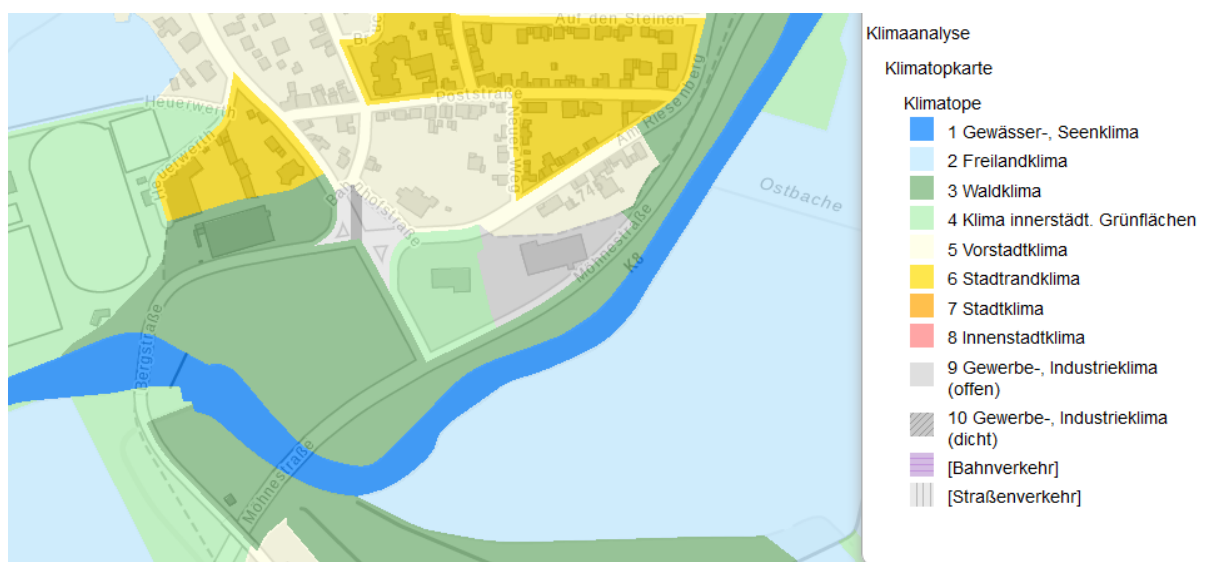 Auf den Steinen
Heuerwerth
Poststraße
Am Riesenberg
Neuer Weg
Heuerwerth
Bahnhofstraße
74
Ostbache
Möhnestraße
K8
Bergstraße
Möhnestraße
Klimaanalyse
Klimatopkarte
Klimatope
1 Gewässer-, Seenklima
2 Freilandklima
3 Waldklima
4 Klima innerstädt. Grünflächen
5 Vorstadtklima
6 Stadtrandklima
7 Stadtklima
8 Innenstadtklima
9 Gewerbe-, Industrieklima
(offen)
10 Gewerbe-, Industrieklima
(dicht)
[Bahnverkehr]
[Straßenverkehr]